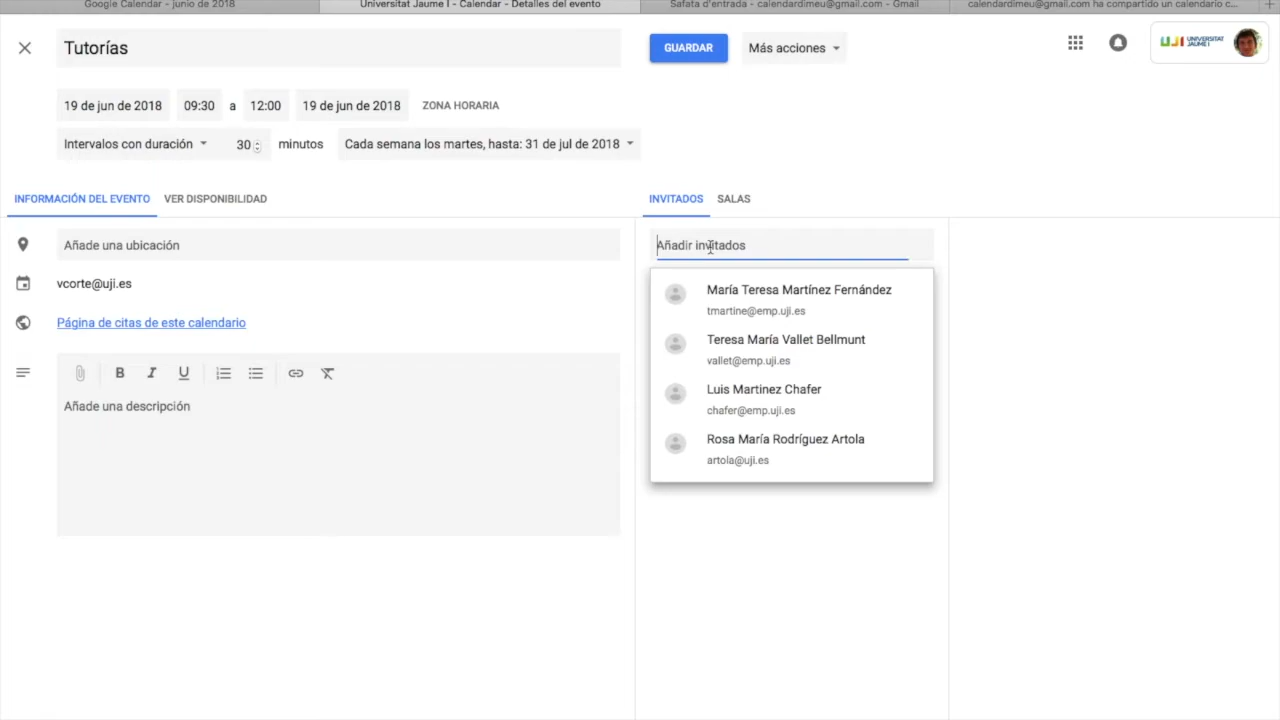 Google Calendar - junio de 2018
Universitat Jaume I - Calendar - Detalles del evento
Safata d'entrada - calendardimeu@gmail.com - Gmail
calendardimeu@gmail.com ha compartido un calendario c...
Tutorías
GUARDAR
Más acciones
UJI UNIVERSITAT JAUME I
19 de jun de 2018 09:30 a 12:00 19 de jun de 2018 ZONA HORARIA
Intervalos con duración 30 minutos Cada semana los martes, hasta: 31 de jul de 2018
INFORMACIÓN DEL EVENTO VER DISPONIBILIDAD
INVITADOS SALAS
Añade una ubicación
vcorte@uji.es
Página de citas de este calendario
B I U
Añade una descripción
Añadir invitados
María Teresa Martínez Fernández
tmartine@emp.uji.es
Teresa María Vallet Bellmunt
vallet@emp.uji.es
Luis Martinez Chafer
chafer@emp.uji.es
Rosa María Rodríguez Artola
artola@uji.es